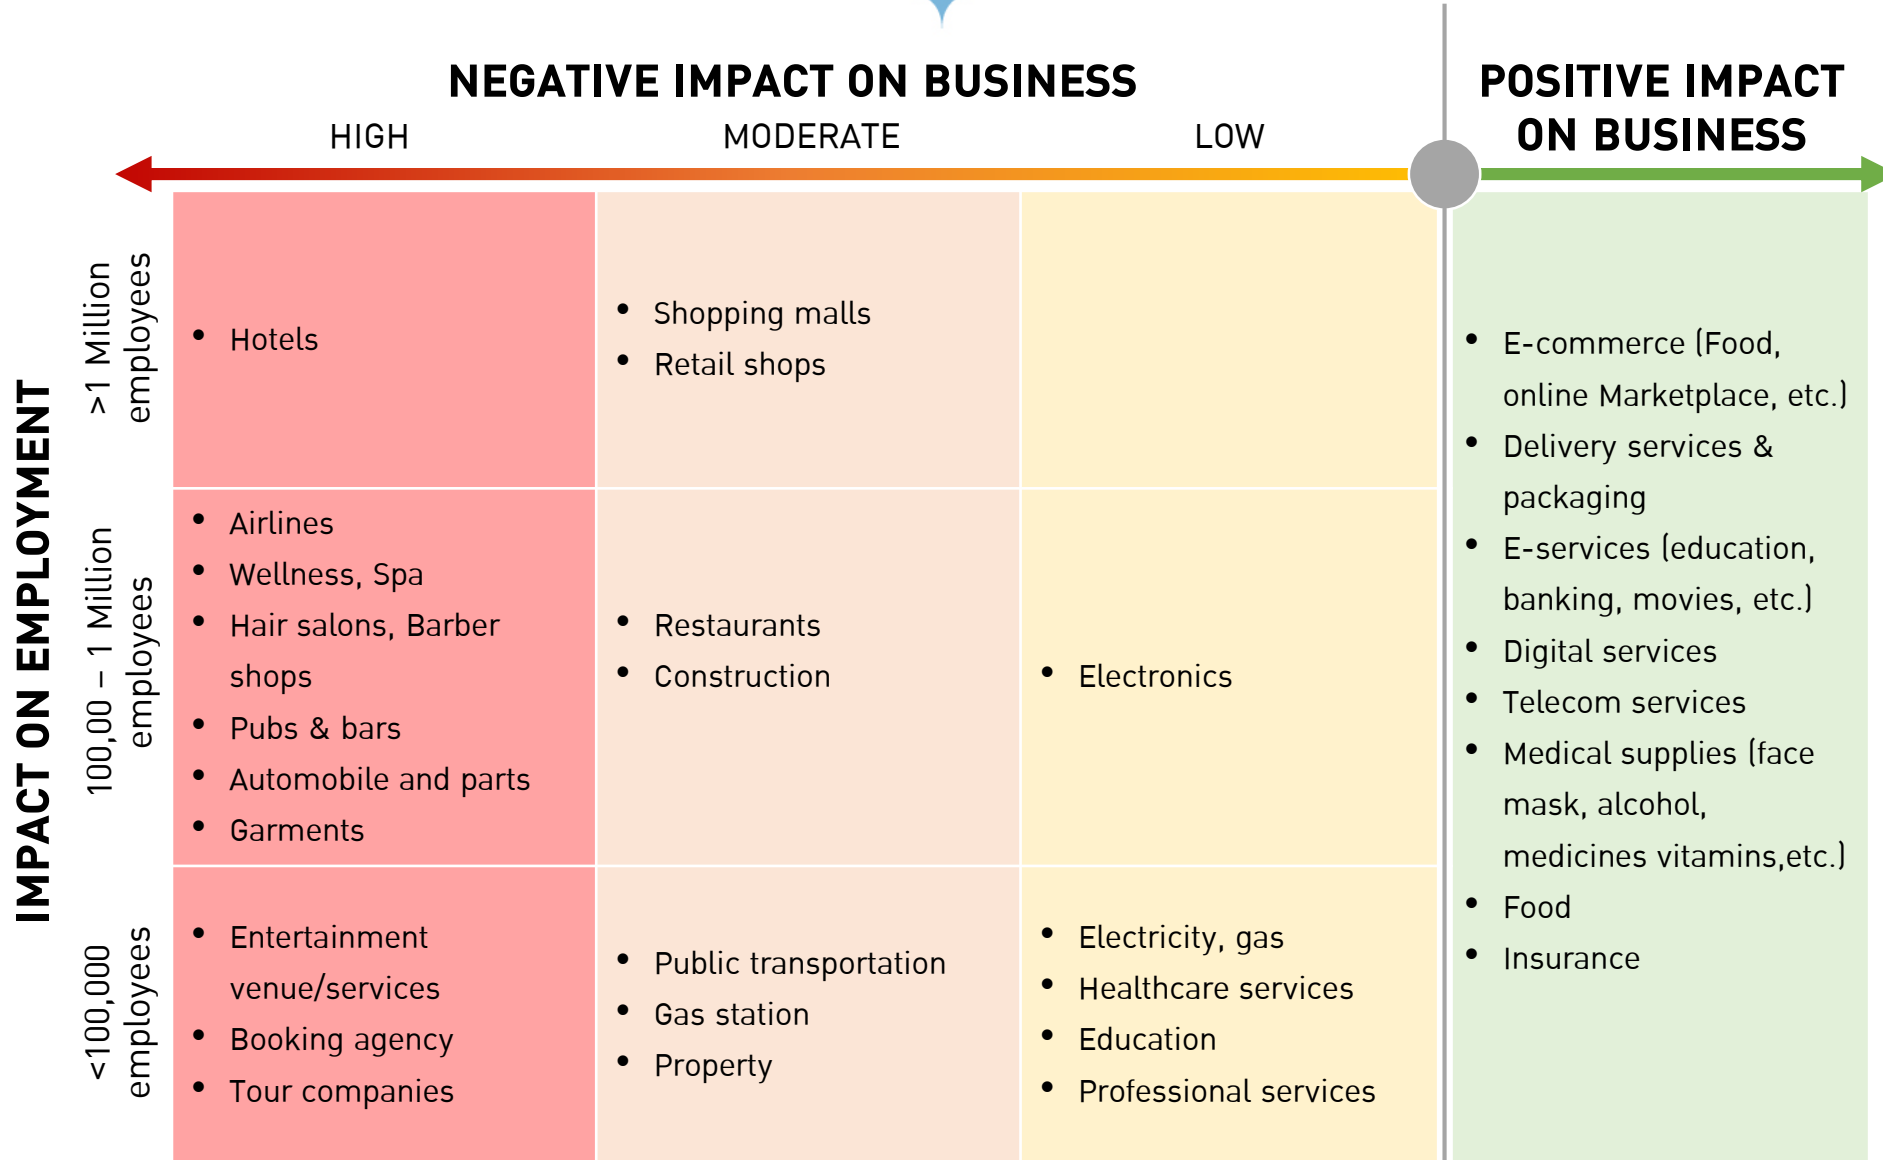 NEGATIVE IMPACT ON BUSINESS
POSITIVE IMPACT
ON BUSINESS
HIGH
MODERATE
LOW
IMPACT ON EMPLOYMENT
>1 Million
employees
• Hotels
• Shopping malls
• Retail shops
100,00 – 1 Million
employees
• Airlines
• Wellness, Spa
• Hair salons, Barber
shops
• Pubs & bars
• Automobile and parts
• Garments
• Restaurants
• Construction
• Electronics
<100,000
employees
• Entertainment
venue/services
• Booking agency
• Tour companies
• Public transportation
• Gas station
• Property
• Electricity, gas
• Healthcare services
• Education
• Professional services
• E-commerce (Food,
online Marketplace, etc.)
• Delivery services &
packaging
• E-services (education,
banking, movies, etc.)
• Digital services
• Telecom services
• Medical supplies (face
mask, alcohol,
medicines vitamins,etc.)
• Food
• Insurance